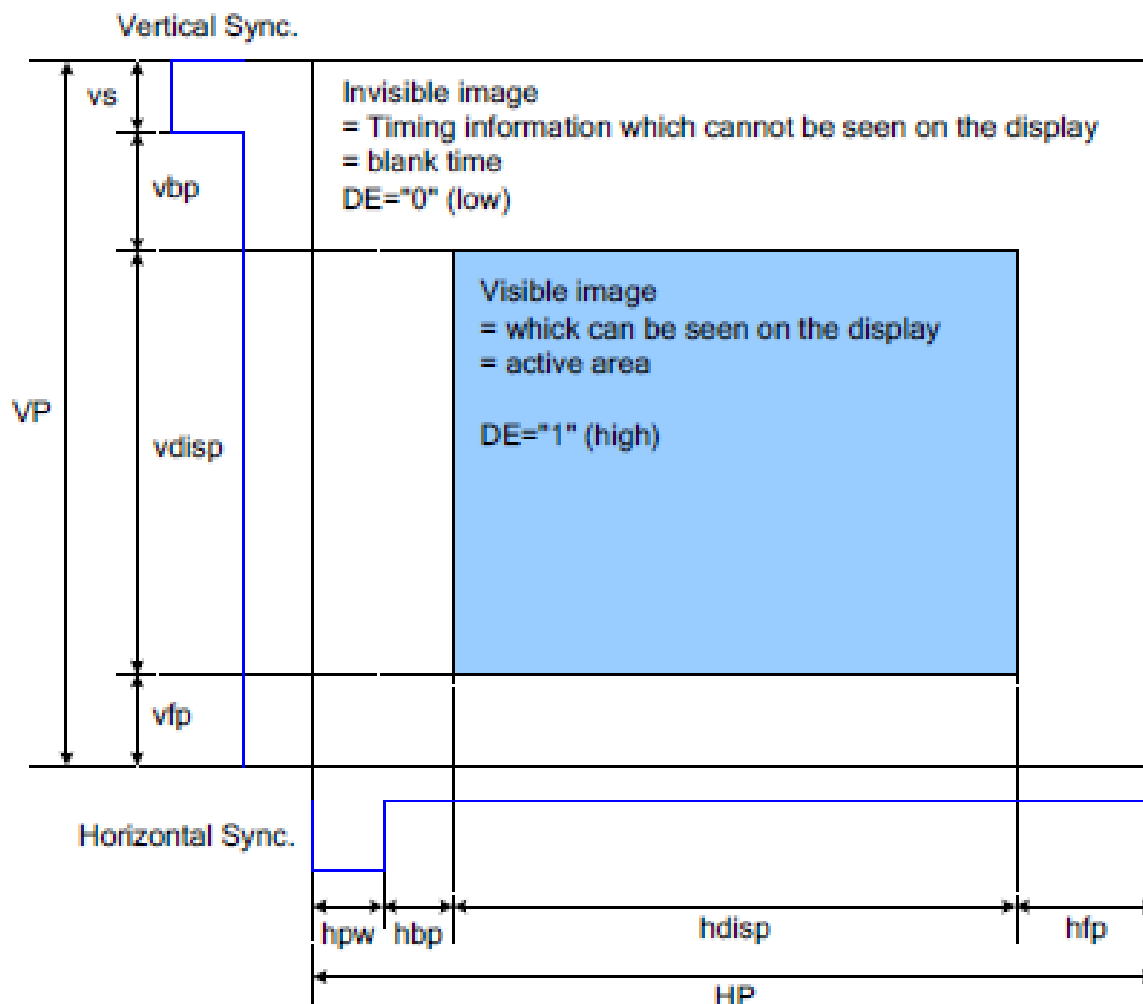 Vertical Sync.
vs
Invisible image
= Timing information which cannot be seen on the display
= blank time
DE="0" (low)
vbp
Visible image
= whick can be seen on the display
= active area
DE="1" (high)
VP
vdisp
vfp
Horizontal Sync.
hpw
hbp
hdisp
hfp
HP